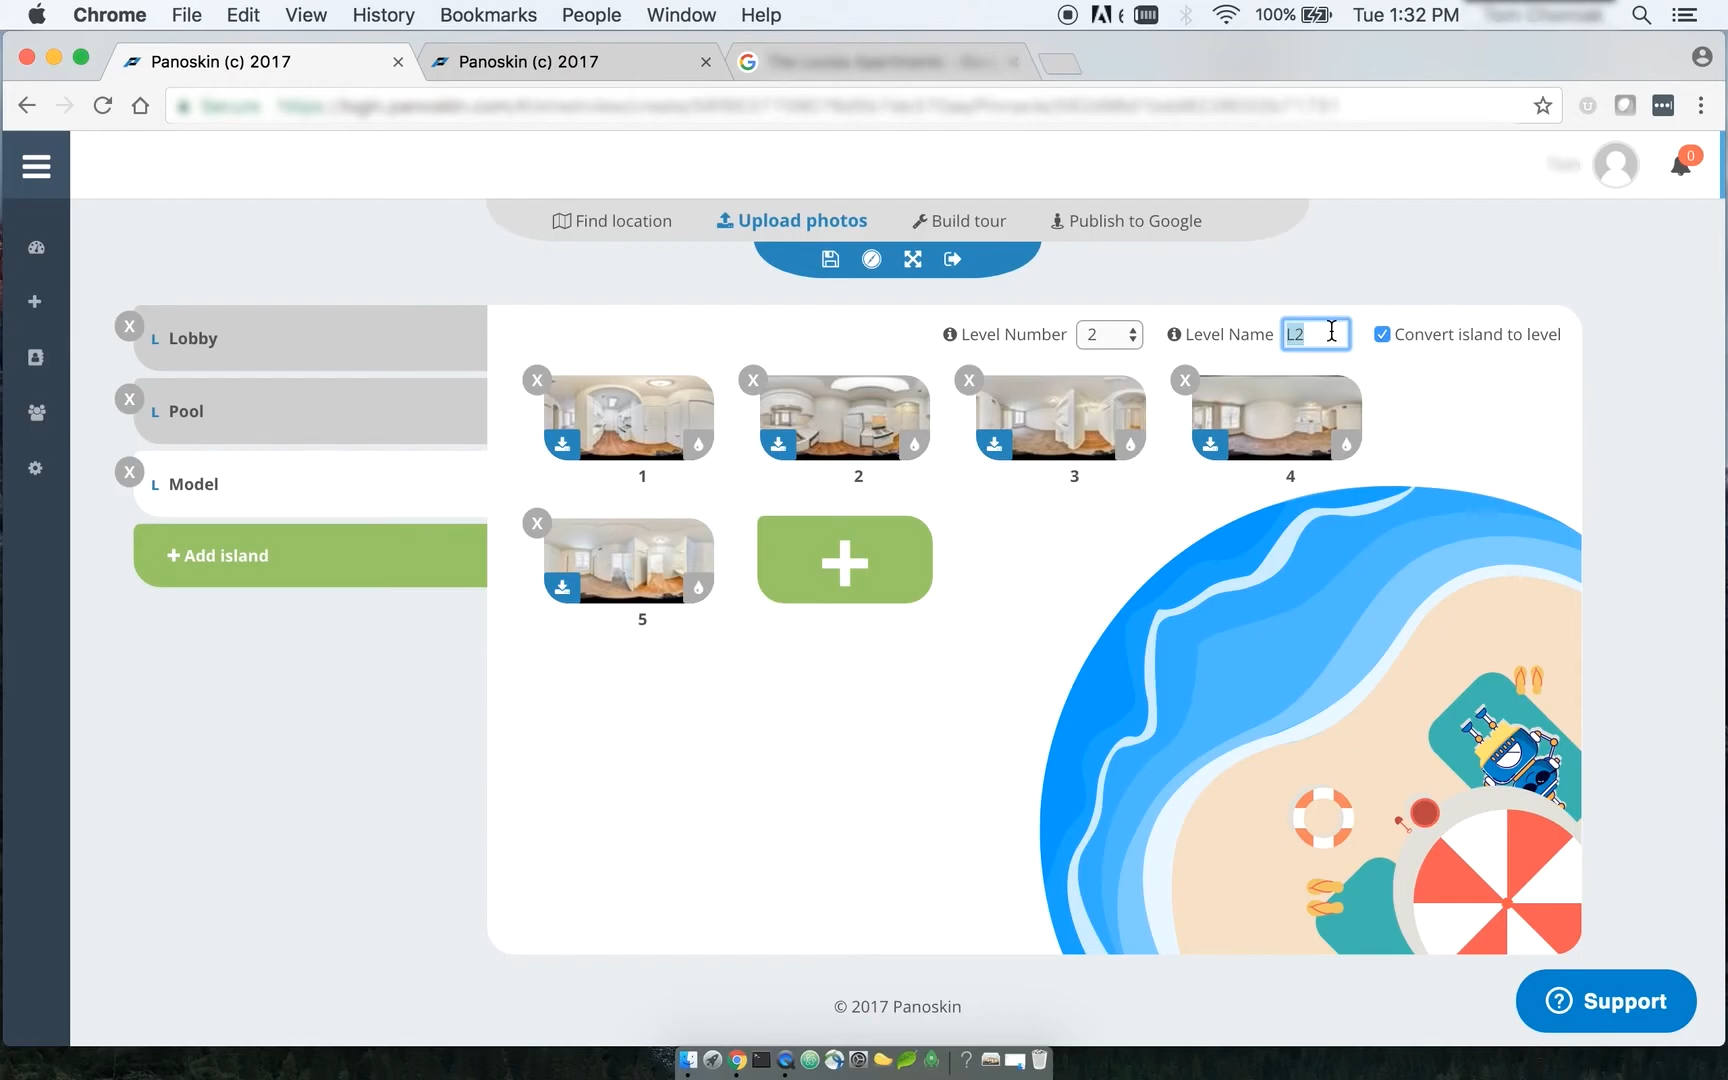 Chrome File Edit View History Bookmarks People Window Help 100% Tue 1:32 PM
Panoskin (c) 2017 Panoskin (c) 2017
0
Find location Upload photos Build tour Publish to Google
X L Lobby
Level Number 2 Level Name L2 Convert island to level
X X X X
X L Pool
1 2 3 4
X L Model
X
+ Add island
5
© 2017 Panoskin
? Support